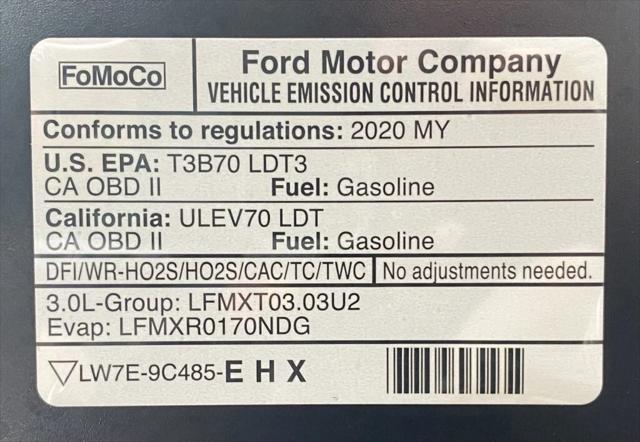 FoMoCo
Ford Motor Company
VEHICLE EMISSION CONTROL INFORMATION
Conforms to regulations: 2020 MY
U.S. EPA: T3B70 LDT3
CA OBD II Fuel: Gasoline
California: ULEV70 LDT
CA OBD II Fuel: Gasoline
DFI/WR-HO2S/HO2S/CAC/TC/TWC No adjustments needed.
3.0L-Group: LFMXT03.03U2
Evap: LFMXR0170NDG
▽LW7E-9C485-E H X